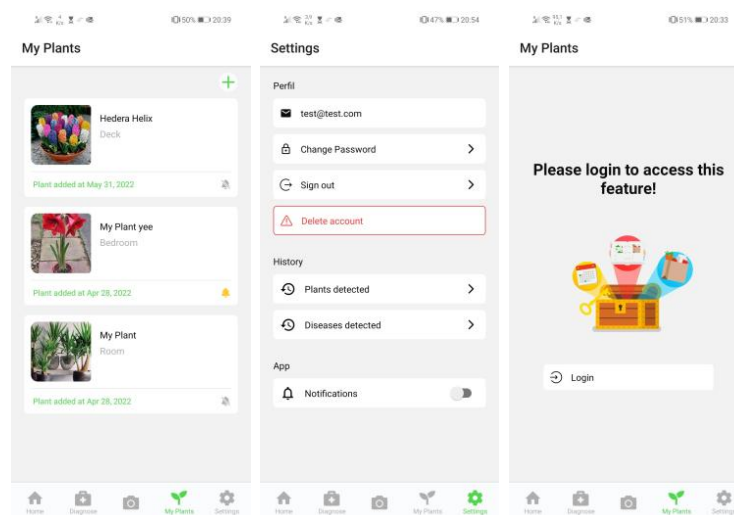 50% 20:39
My Plants
Hedera Helix
Deck
Plant added at May 31, 2022
My Plant yee
Bedroom
Plant added at Apr 28, 2022
My Plant
Room
Plant added at Apr 28, 2022
Home Diagnose My Plants Settings
47% 20:54
Settings
Perfil
test@test.com
Change Password
Sign out
Delete account
History
Plants detected
Diseases detected
App
Notifications
Home Diagnose My Plants Settings
51% 20:33
My Plants
Please login to access this
feature!
Login
Home Diagnose My Plants Settings